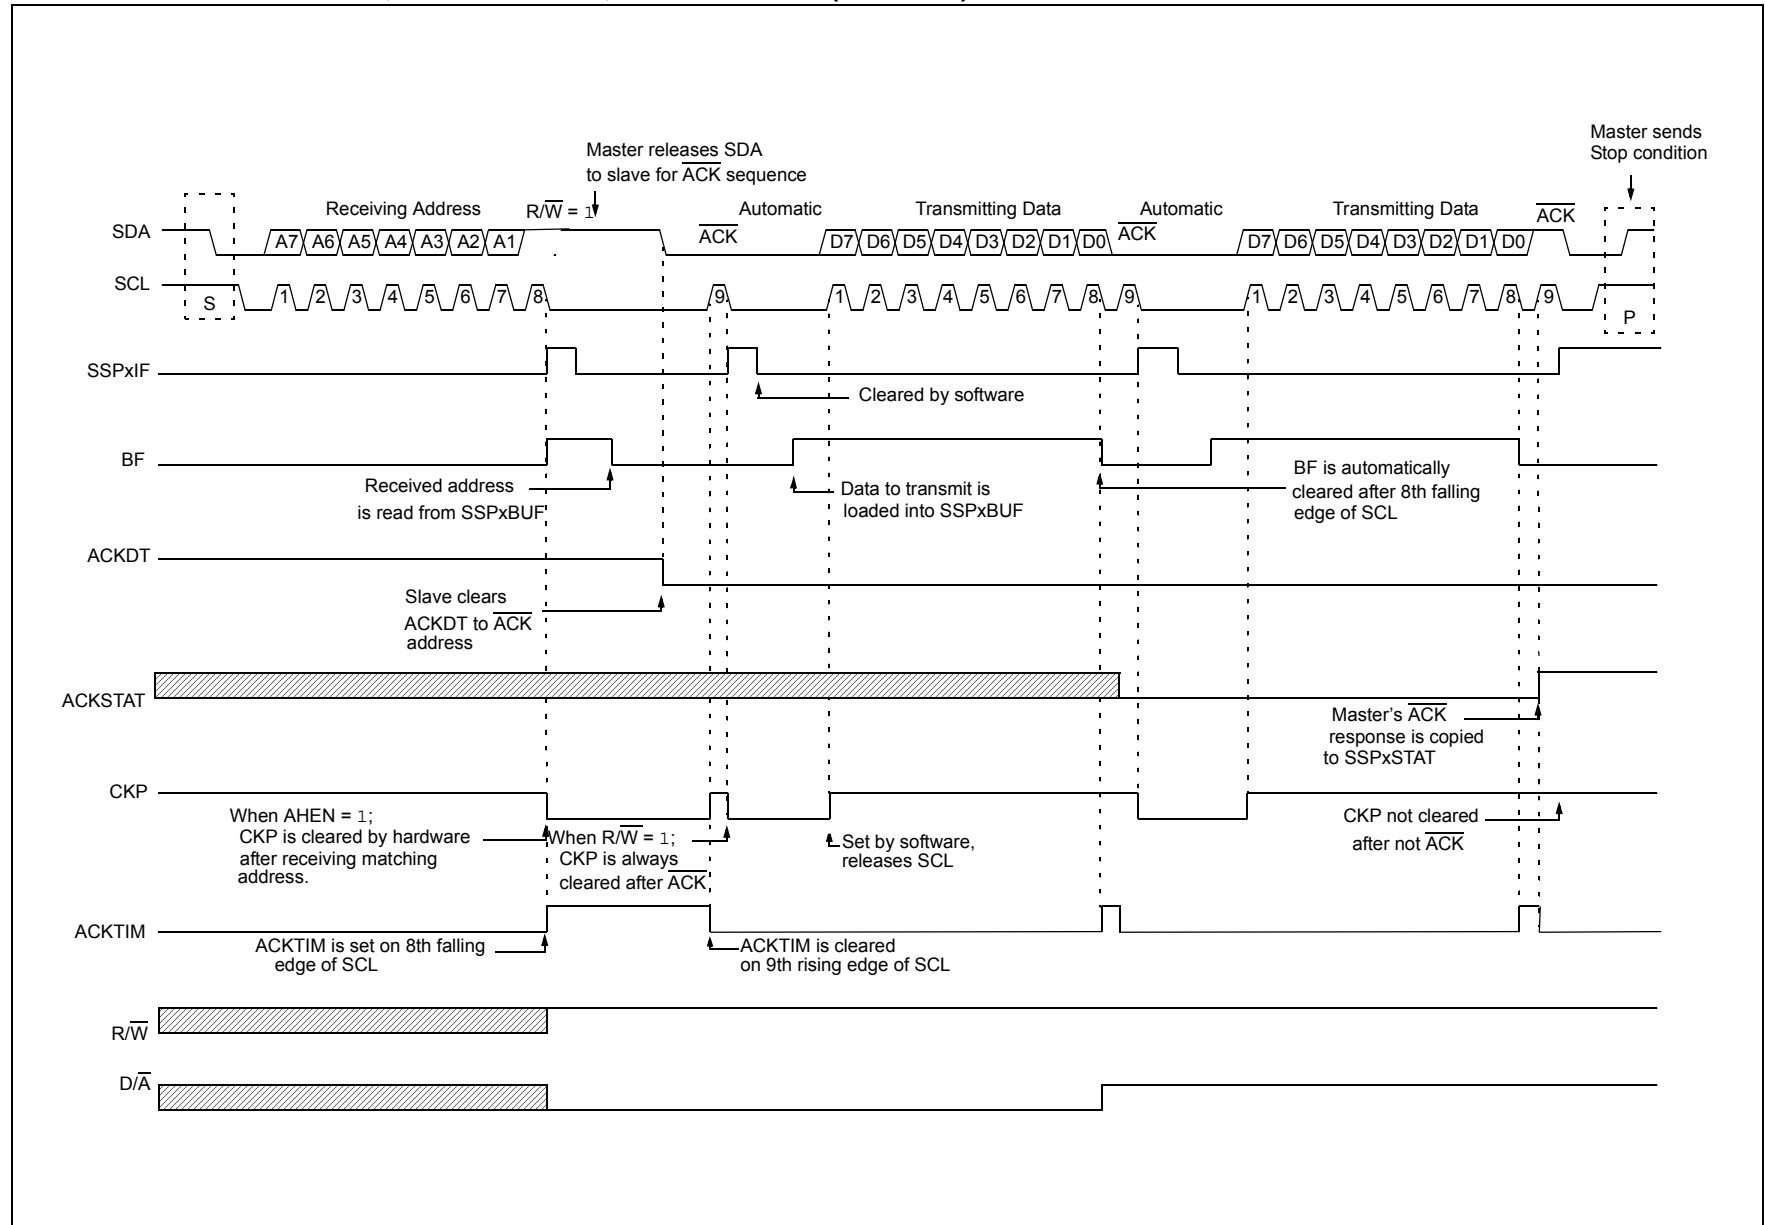 Master sends
Stop condition
Master releases SDA
to slave for ACK sequence
Receiving Address
R/W = 1
Automatic
Transmitting Data
Automatic
Transmitting Data
ACK
SDA
A7 A6 A5 A4 A3 A2 A1
ACK
D7 D6 D5 D4 D3 D2 D1 D0
ACK
D7 D6 D5 D4 D3 D2 D1 D0
SCL
S
1 2 3 4 5 6 7 8
9
1 2 3 4 5 6 7 8 9
1 2 3 4 5 6 7 8 9
P
SSPxIF
Cleared by software
BF
Received address
is read from SSPxBUF
Data to transmit is
loaded into SSPxBUF
BF is automatically
cleared after 8th falling
edge of SCL
ACKDT
Slave clears
ACKDT to ACK
address
ACKSTAT
Master's ACK
response is copied
to SSPxSTAT
CKP
When AHEN = 1;
CKP is cleared by hardware
after receiving matching
address.
When R/W = 1;
CKP is always
cleared after ACK
Set by software,
releases SCL
CKP not cleared
after not ACK
ACKTIM
ACKTIM is set on 8th falling
edge of SCL
ACKTIM is cleared
on 9th rising edge of SCL
R/W
D/A